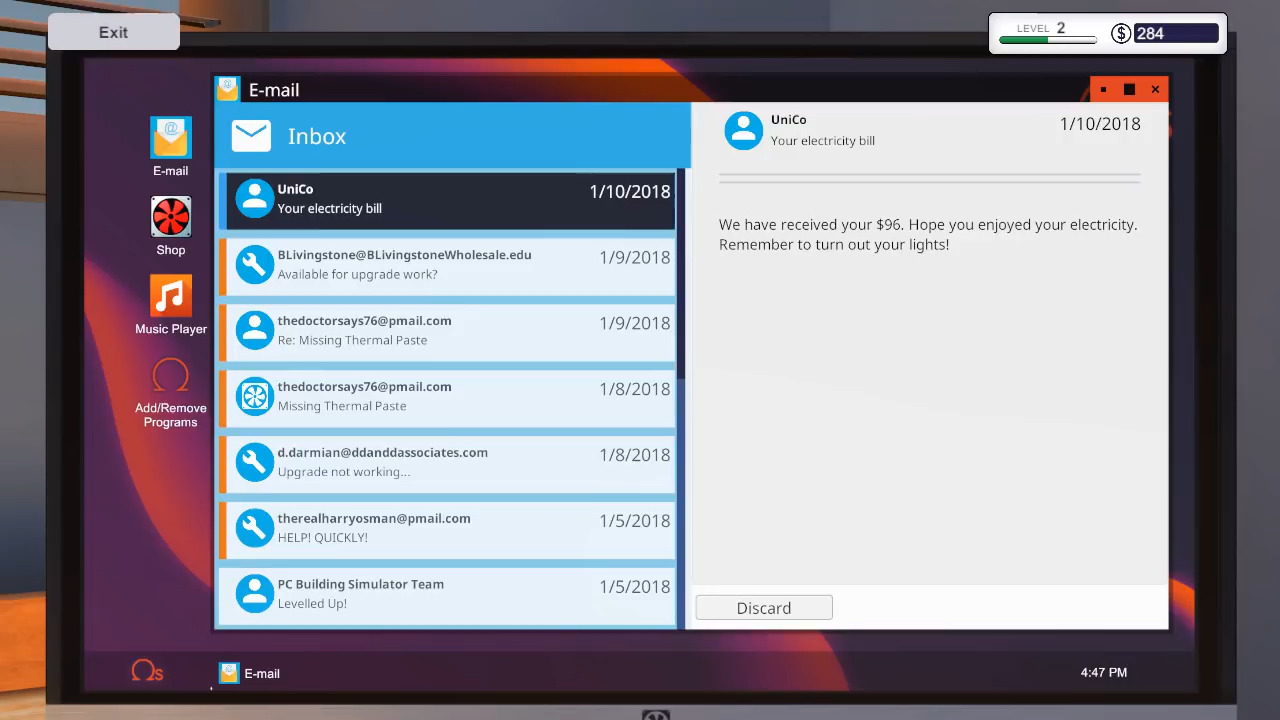 Exit
LEVEL 2
$ 284
E-mail
E-mail
Shop
Music Player
Add/Remove
Programs
Inbox
UniCo
1/10/2018
Your electricity bill
BLivingstone@BLivingstoneWholesale.edu
1/9/2018
Available for upgrade work?
thedoctorsays76@pmail.com
1/9/2018
Re: Missing Thermal Paste
thedoctorsays76@pmail.com
1/8/2018
Missing Thermal Paste
d.darmian@ddanddassociates.com
1/8/2018
Upgrade not working...
therealharryosman@pmail.com
1/5/2018
HELP! QUICKLY!
PC Building Simulator Team
1/5/2018
Levelled Up!
UniCo
1/10/2018
Your electricity bill
We have received your $96. Hope you enjoyed your electricity.
Remember to turn out your lights!
Discard
Ωs
E-mail
4:47 PM